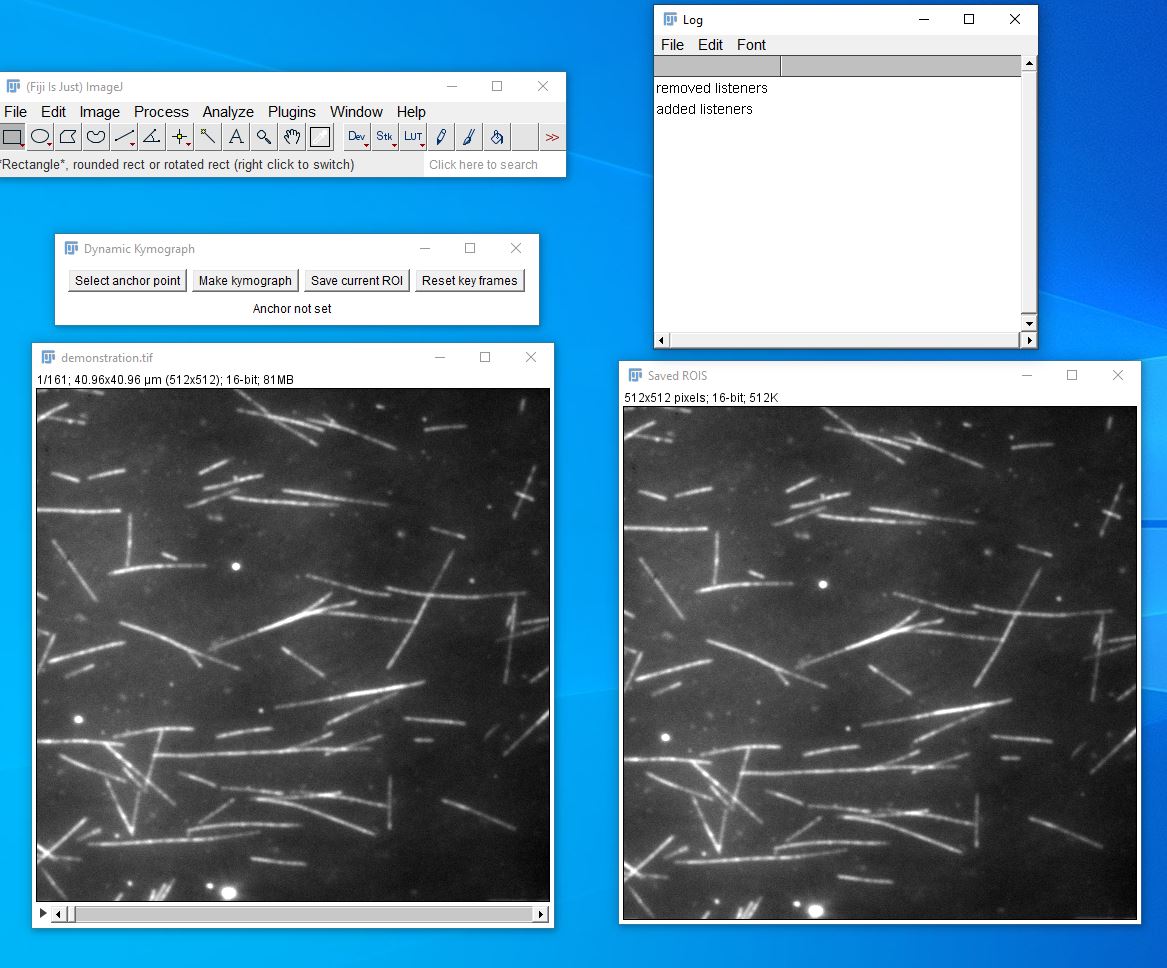 (Fiji Is Just) ImageJ
File Edit Image Process Analyze Plugins Window Help
A Dev Stk LUT >>
*Rectangle*, rounded rect or rotated rect (right click to switch) Click here to search
Log
File Edit Font
removed listeners
added listeners
Dynamic Kymograph
Select anchor point Make kymograph Save current ROI Reset key frames
Anchor not set
demonstration.tif
1/161; 40.96x40.96 µm (512x512); 16-bit; 81MB
Saved ROIS
512x512 pixels; 16-bit; 512K